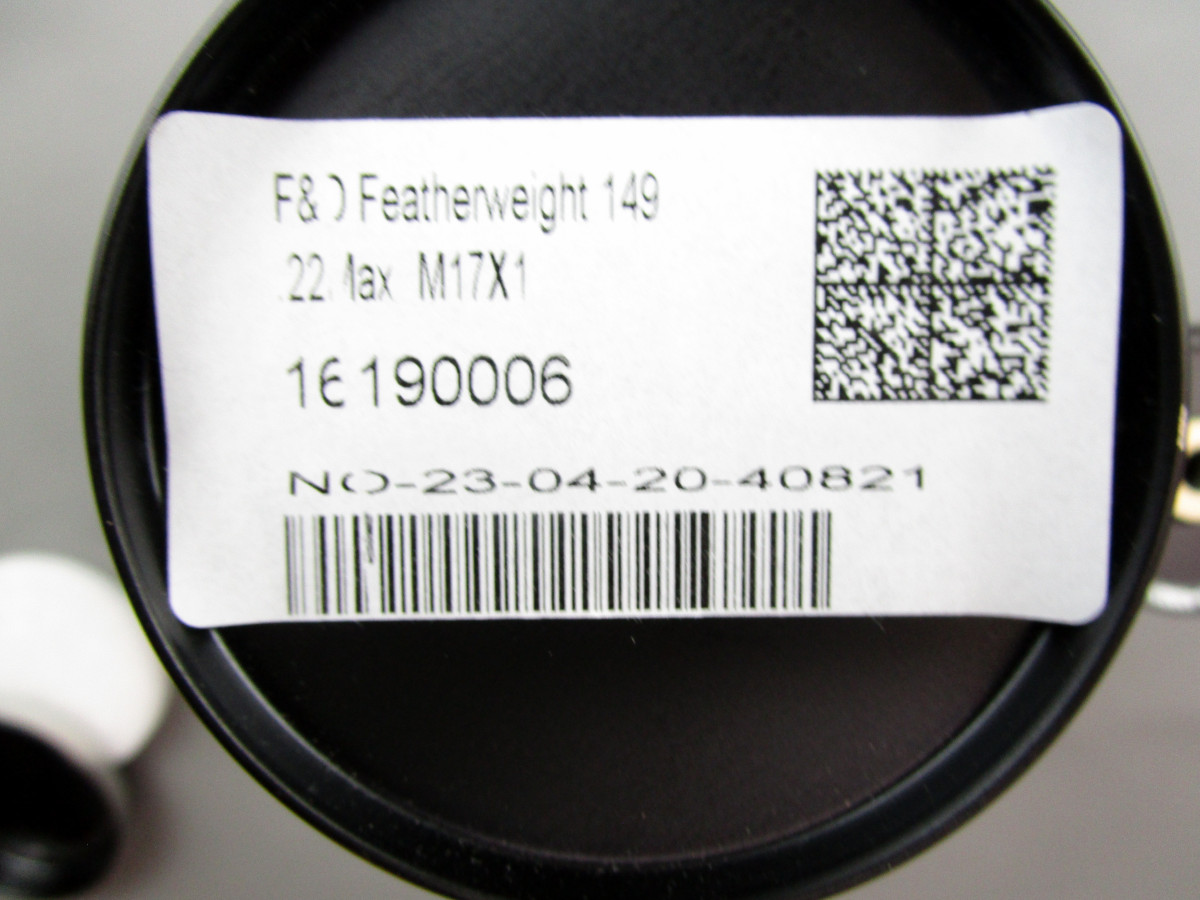 F&D Featherweight 149
.22 Max M17X1
16190006
NO-23-04-20-40821